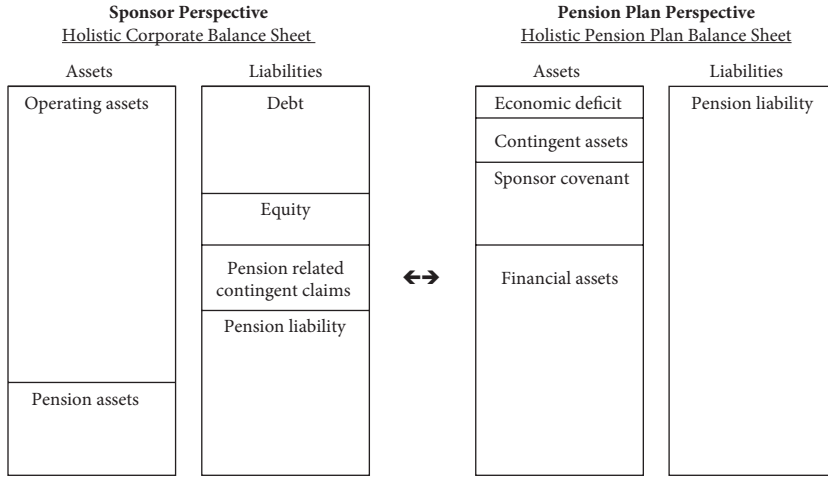 Sponsor Perspective
Holistic Corporate Balance Sheet
Assets
Liabilities
Operating assets
Pension assets
Debt
Equity
Pension related
contingent claims
Pension liability
Pension Plan Perspective
Holistic Pension Plan Balance Sheet
Assets
Liabilities
Economic deficit
Contingent assets
Sponsor covenant
Financial assets
Pension liability